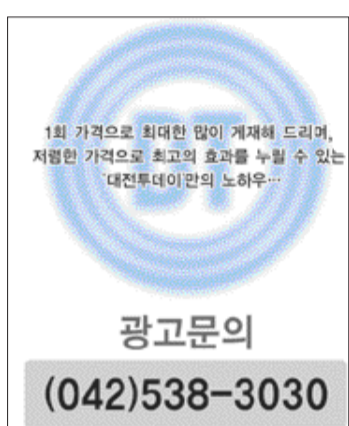 DT
1회 가격으로 최대한 많이 게재해 드리며,
저렴한 가격으로 최고의 효과를 누릴 수 있는
'대전투데이'만의 노하우…
광고문의
(042)538-3030